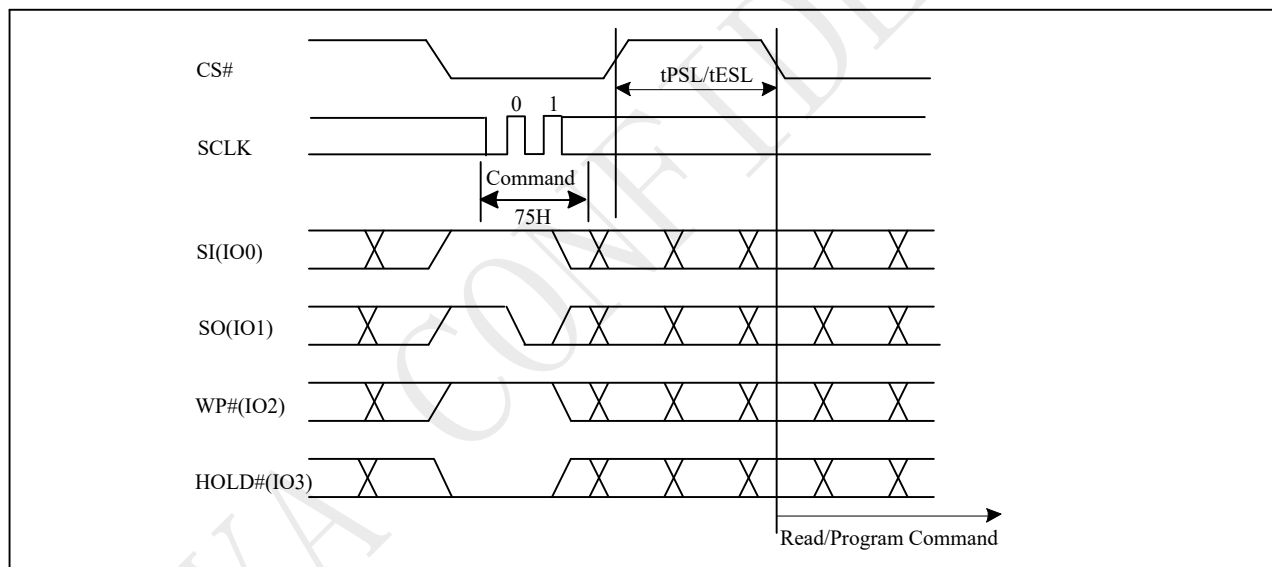 CS#
tPSL/tESL
0 1
SCLK
Command
75H
SI(IO0)
SO(IO1)
WP#(IO2)
HOLD#(IO3)
Read/Program Command